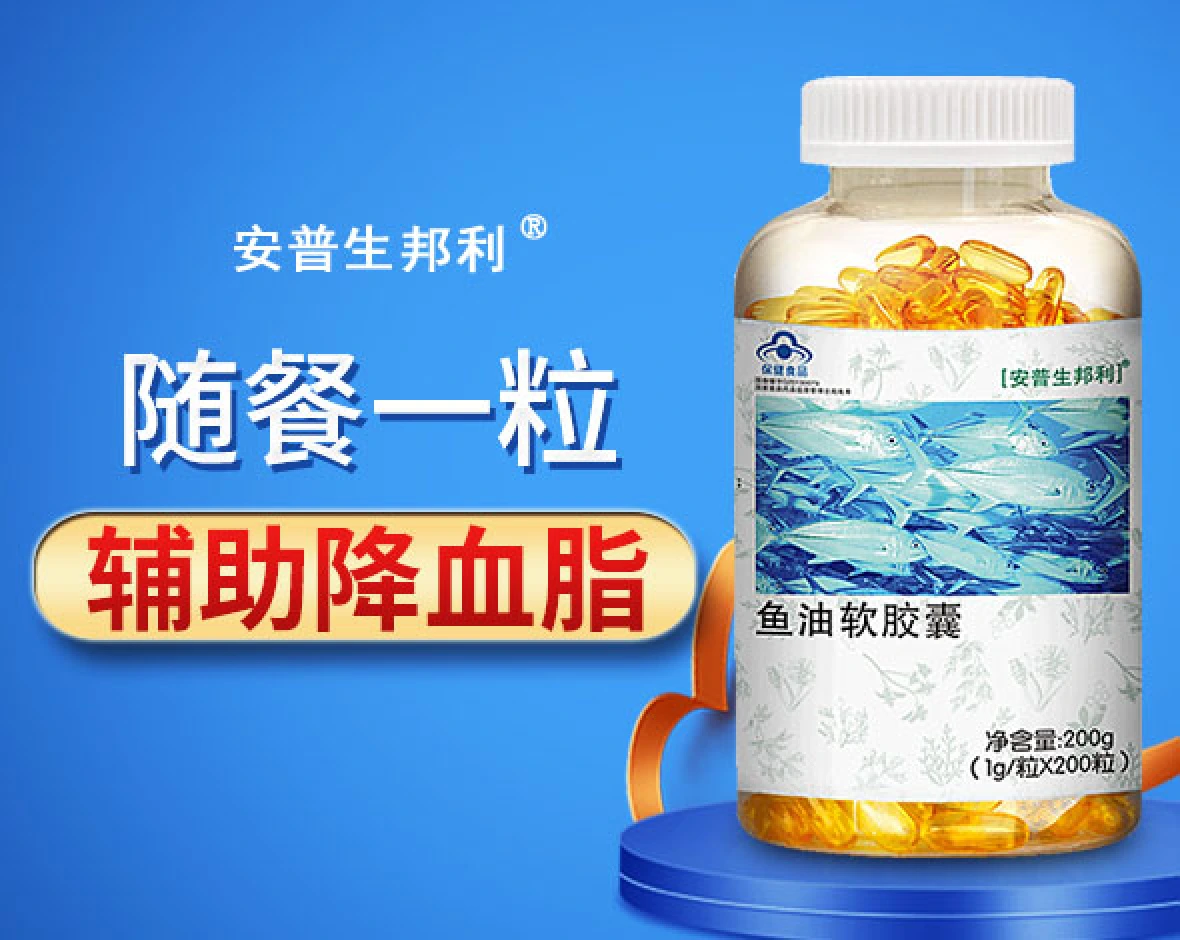 安普生邦利®
随餐一粒
辅助降血脂
保健食品
[安普生邦利]®
鱼油软胶囊
净含量:200g
(1g/粒X200粒)